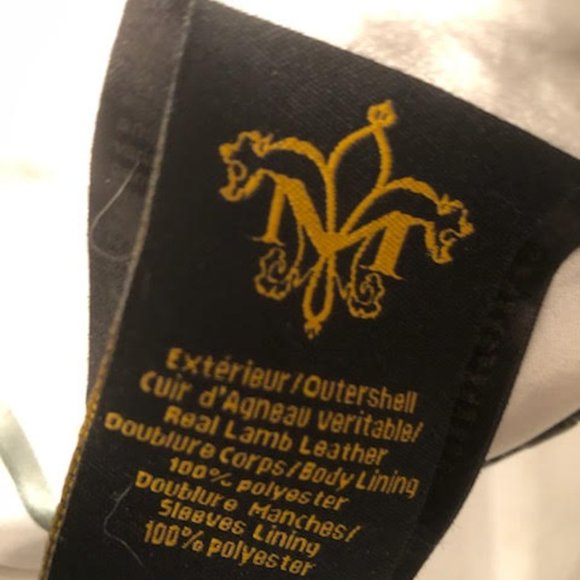 M
Extérieur/Outershell
Cuir d'Agneau Veritable/
Real Lamb Leather
Doublure Corps/Body Lining
100% polyester
Doublure Manches/
Sleeves Lining
100% polyester